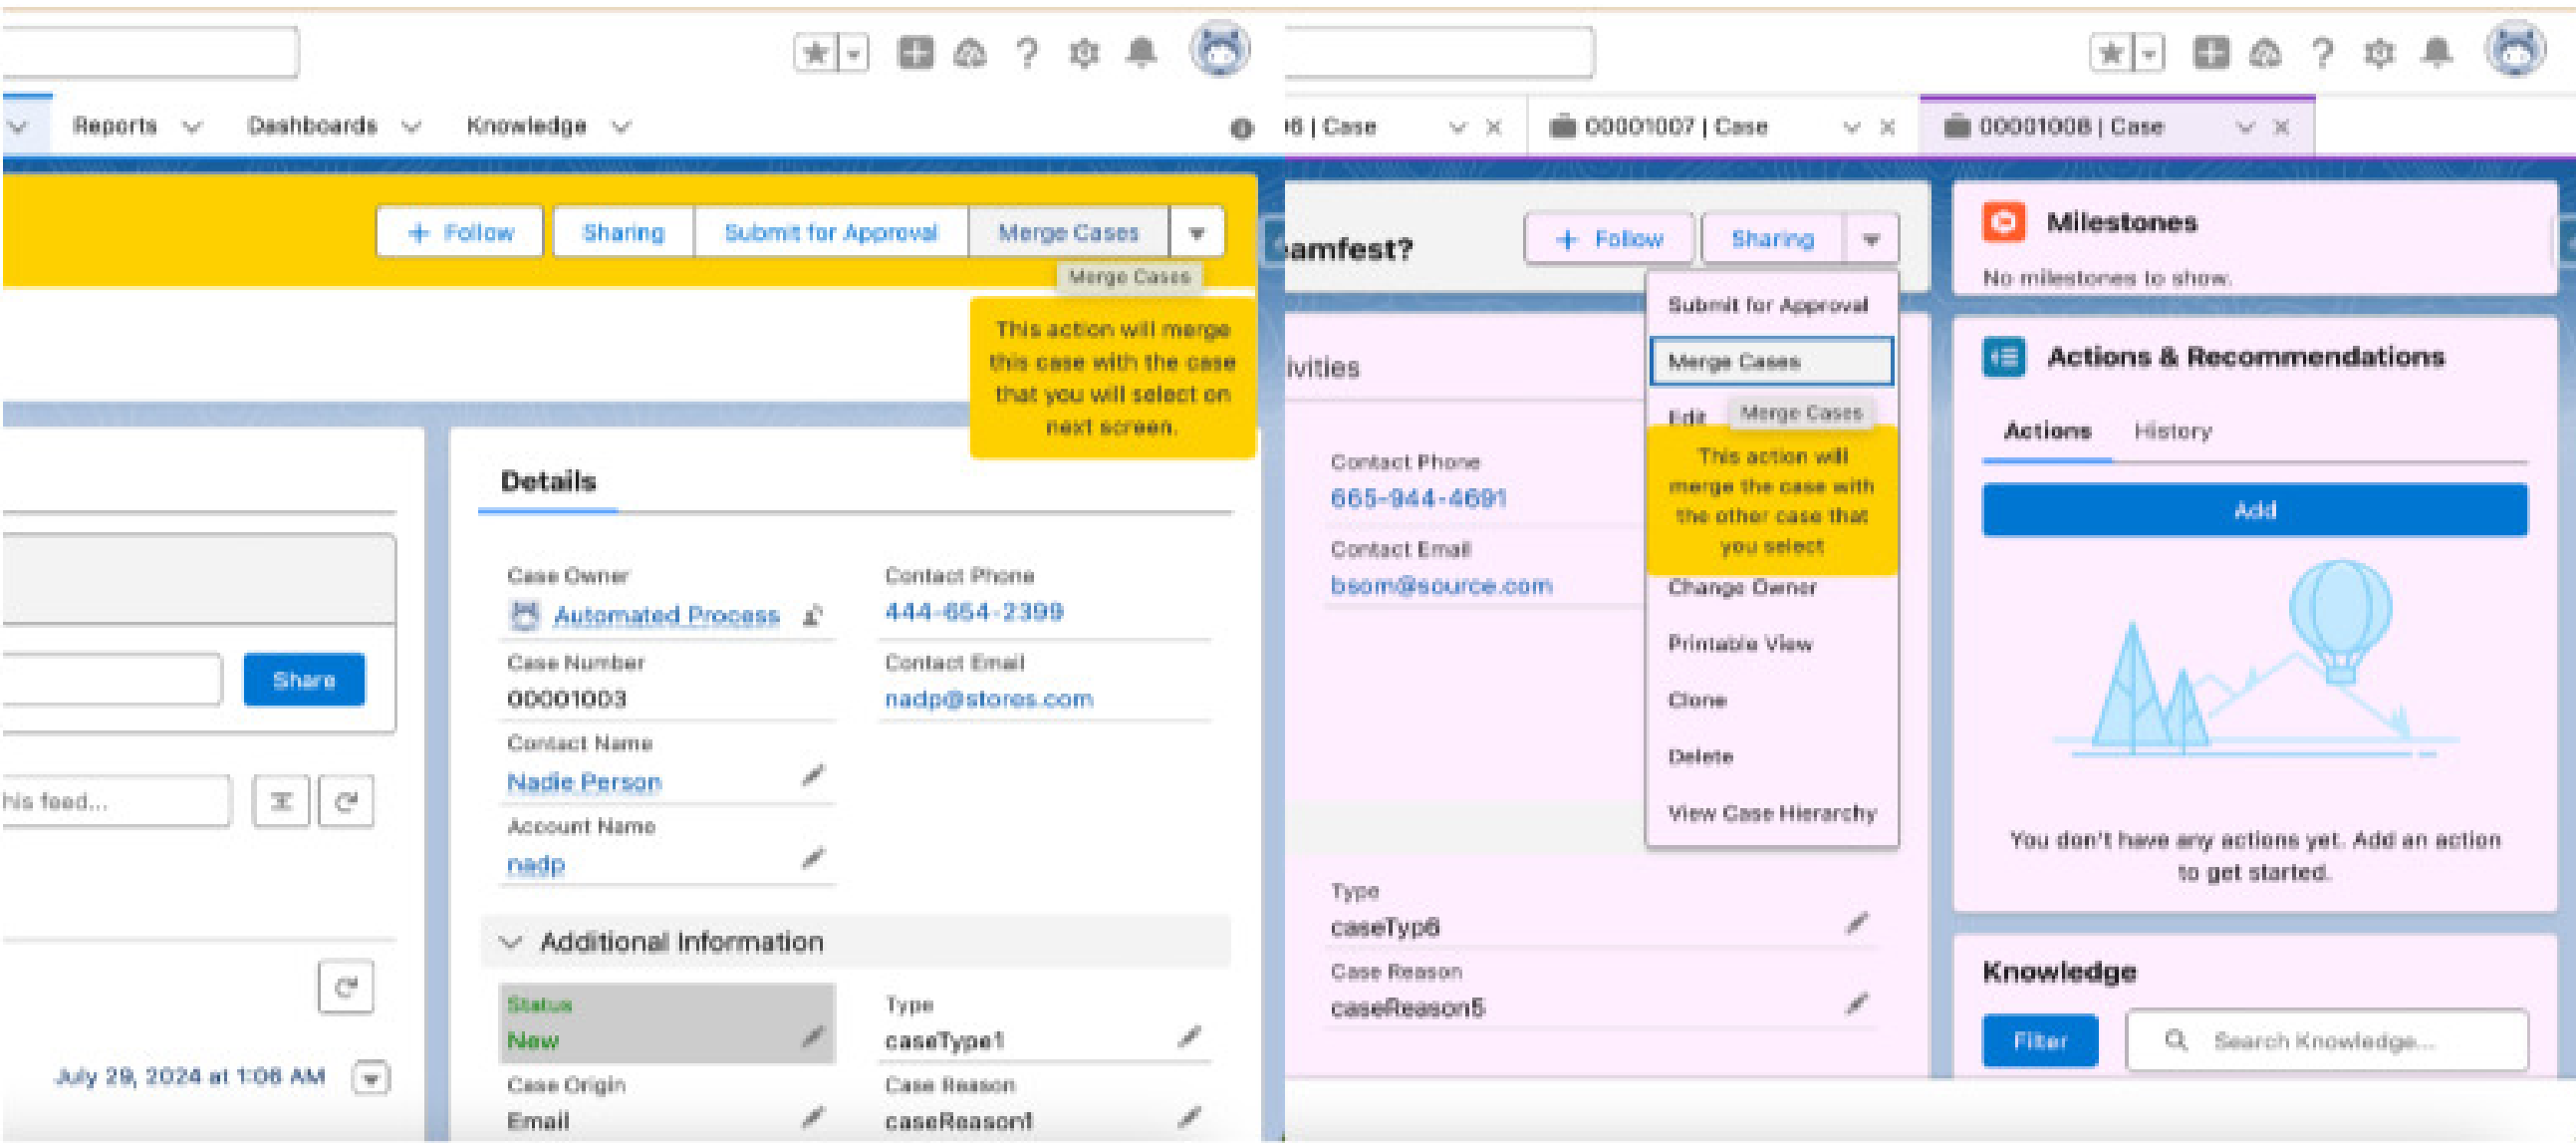 Reports
Dashboards
Knowledge
+ Follow
Sharing
Submit for Approval
Merge Cases
Merge Cases
This action will merge
this case with the case
that you will select on
next screen.
Share
his feed...
July 29, 2024 at 1:06 AM
Details
Case Owner
Automated Process
Contact Phone
444-654-2399
Case Number
00001003
Contact Email
nadp@stores.com
Contact Name
Nadie Person
Account Name
nadp
Additional Information
Status
New
Type
caseType1
Case Origin
Email
Case Reason
caseReason1
6 | Case
00001007 | Case
00001008 | Case
amfest?
+ Follow
Sharing
Submit for Approval
Merge Cases
Edit
Merge Cases
This action will
merge the case with
the other case that
you select
Change Owner
Printable View
Clone
Delete
View Case Hierarchy
ivities
Contact Phone
665-944-4691
Contact Email
bsom@source.com
Type
caseTyp6
Case Reason
caseReason5
Milestones
No milestones to show.
Actions & Recommendations
Actions
History
Add
You don't have any actions yet. Add an action
to get started.
Knowledge
Filter
Search Knowledge...